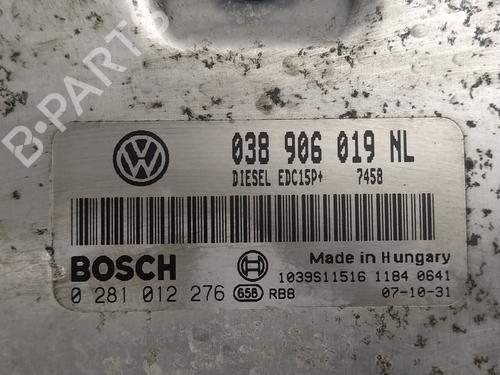 B-PARTS
038 906 019 NL
DIESEL EDC15P+ 7458
BOSCH
Made in Hungary
0 281 012 276 658 RB8
1039S11516 1184 0641
07-10-31